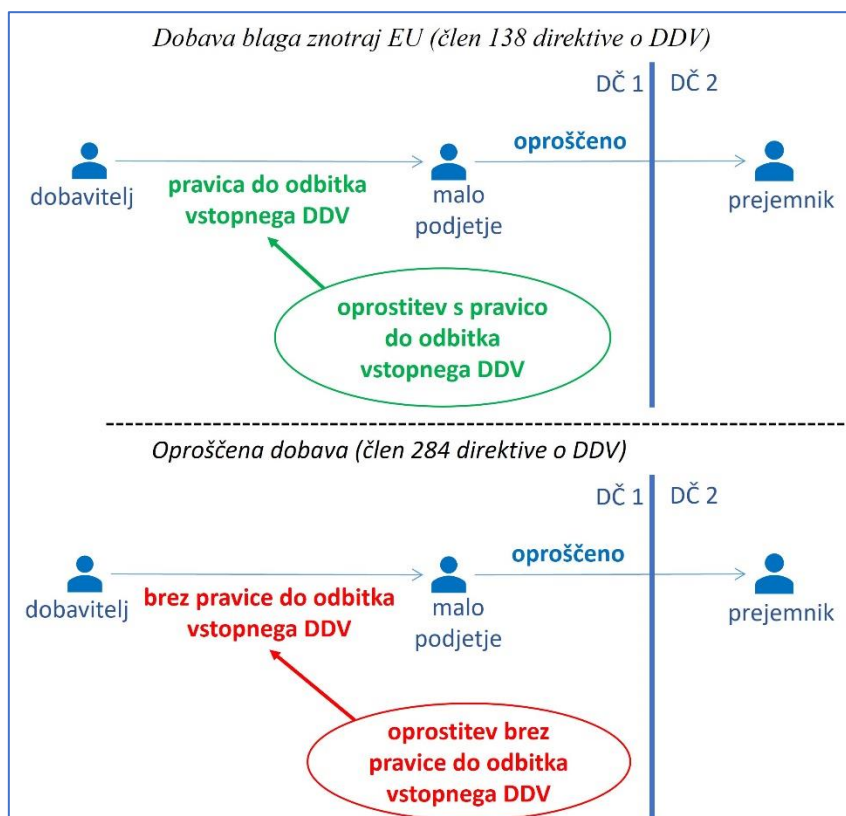 Dobava blaga znotraj EU (člen 138 direktive o DDV)
DČ 1
DČ 2
oproščeno
dobavitelj
pravica do odbitka
vstopnega DDV
malo
podjetje
prejemnik
oprostitev s pravico
do odbitka
vstopnega DDV
Oproščena dobava (člen 284 direktive o DDV)
DČ 1
DČ 2
oproščeno
dobavitelj
brez pravice do odbitka
vstopnega DDV
malo
podjetje
prejemnik
oprostitev brez
pravice do odbitka
vstopnega DDV